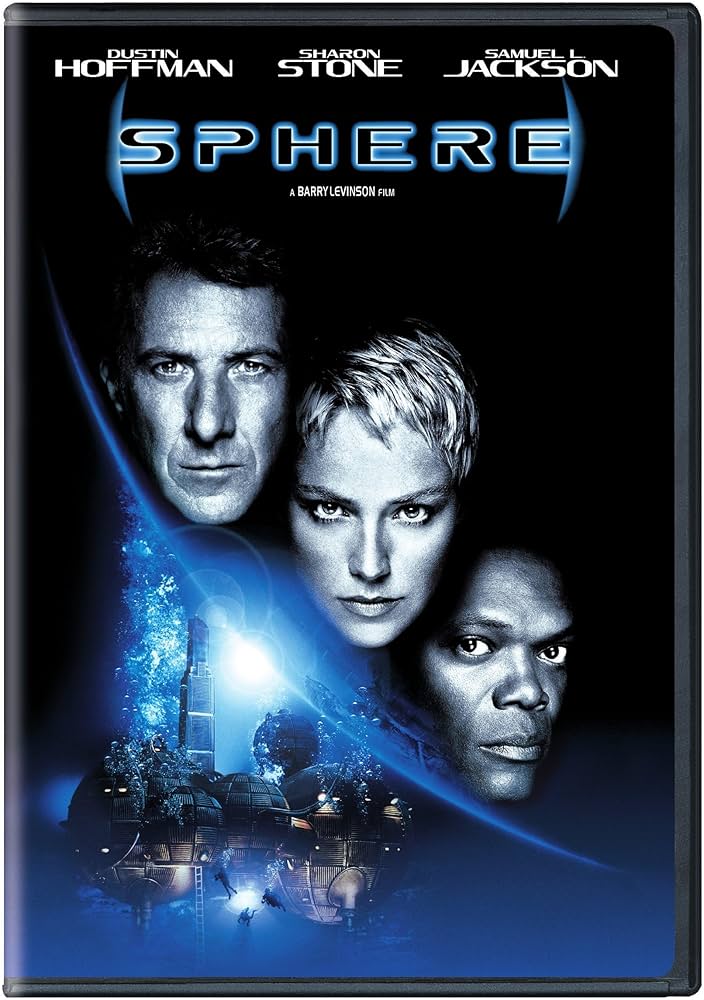 DUSTIN SHARON SAMUEL L.
HOFFMAN STONE JACKSON
SPHERE
A BARRY LEVINSON FILM